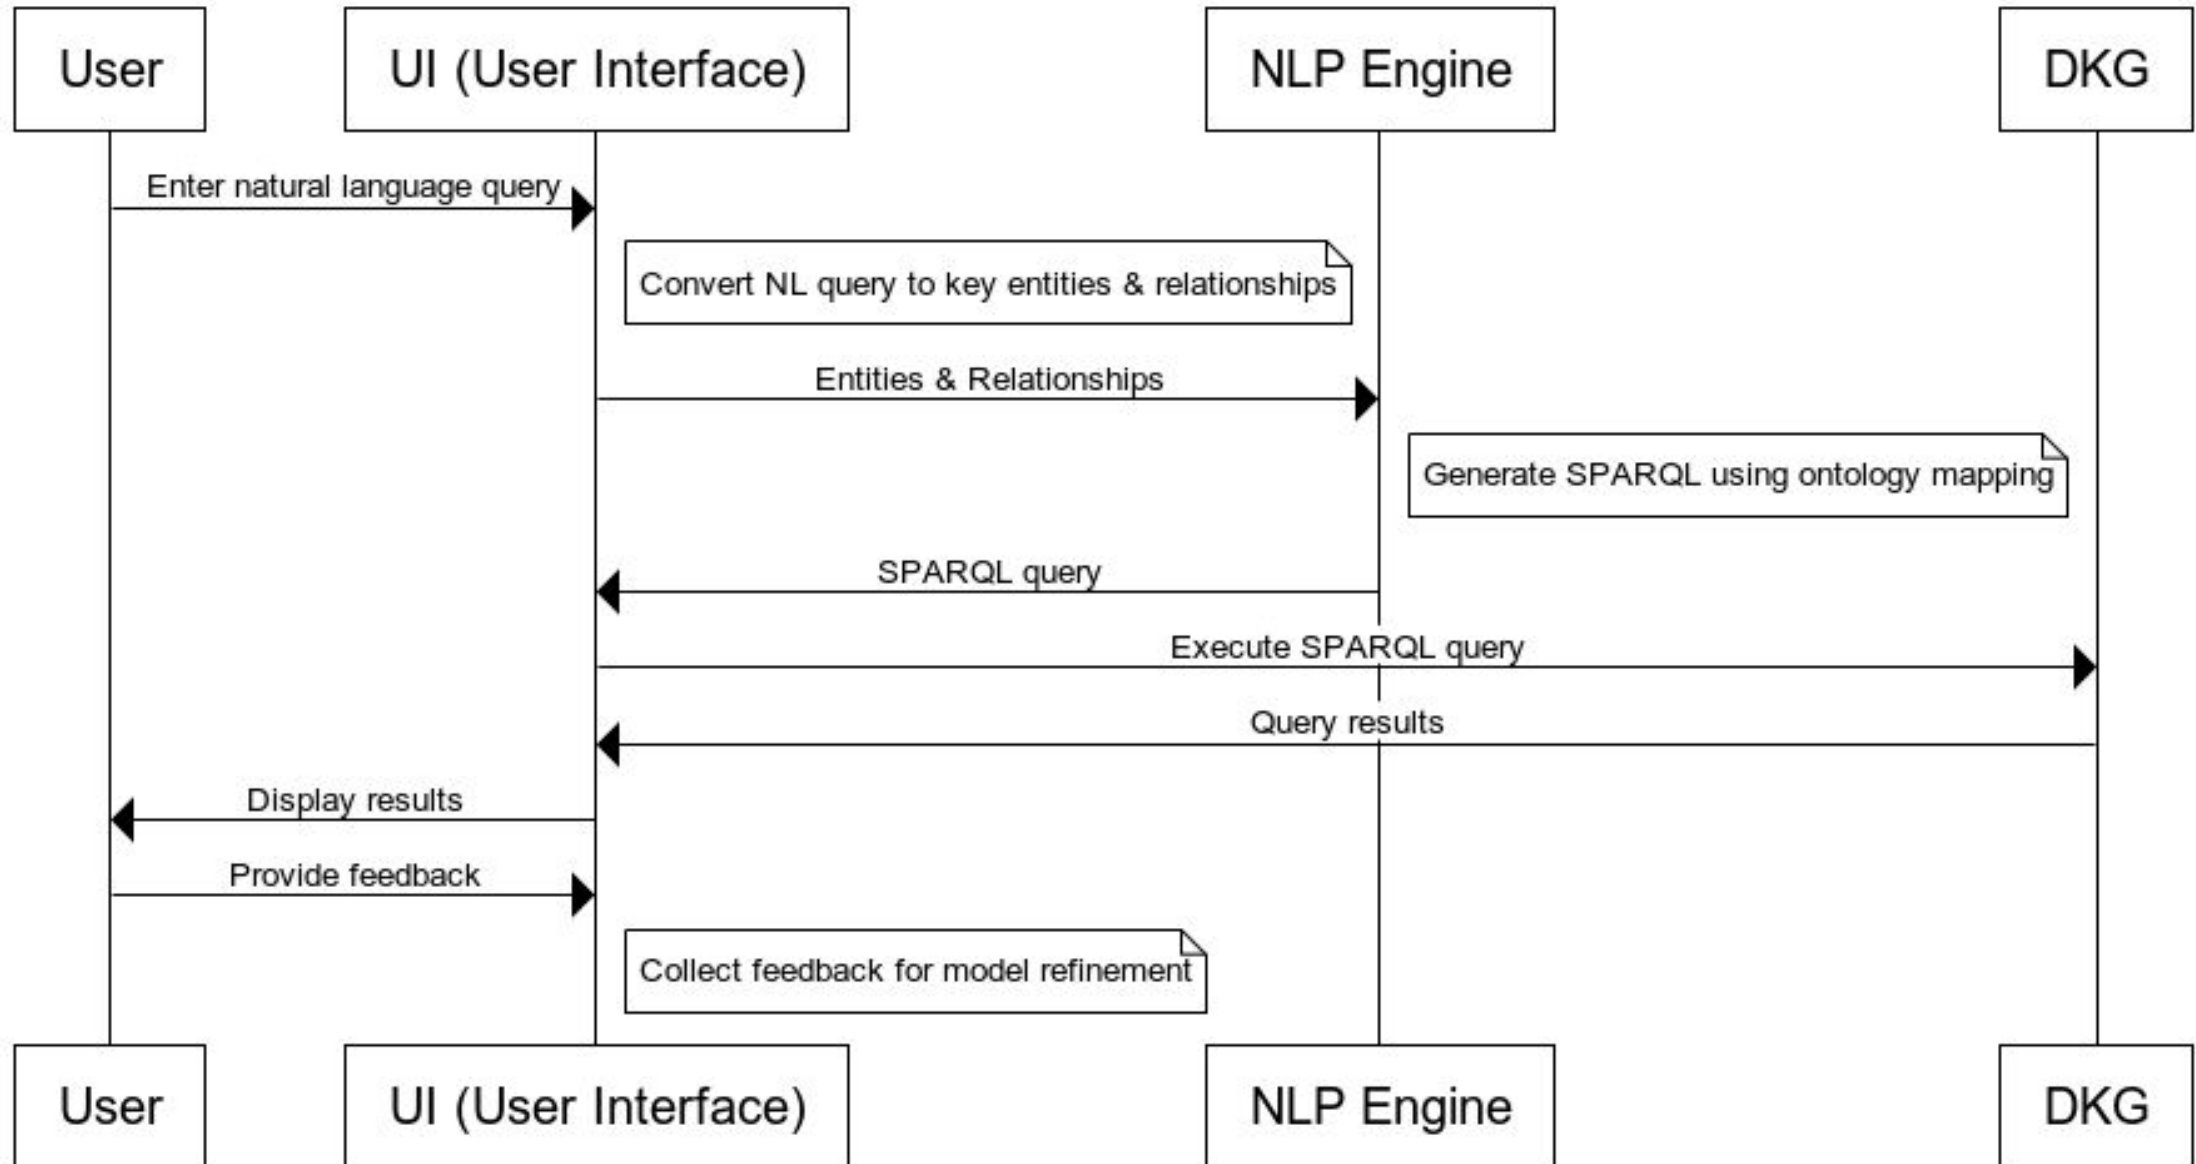 User
UI (User Interface)
NLP Engine
DKG
Enter natural language query
Convert NL query to key entities & relationships
Entities & Relationships
Generate SPARQL using ontology mapping
SPARQL query
Execute SPARQL query
Query results
Display results
Provide feedback
Collect feedback for model refinement
User
UI (User Interface)
NLP Engine
DKG